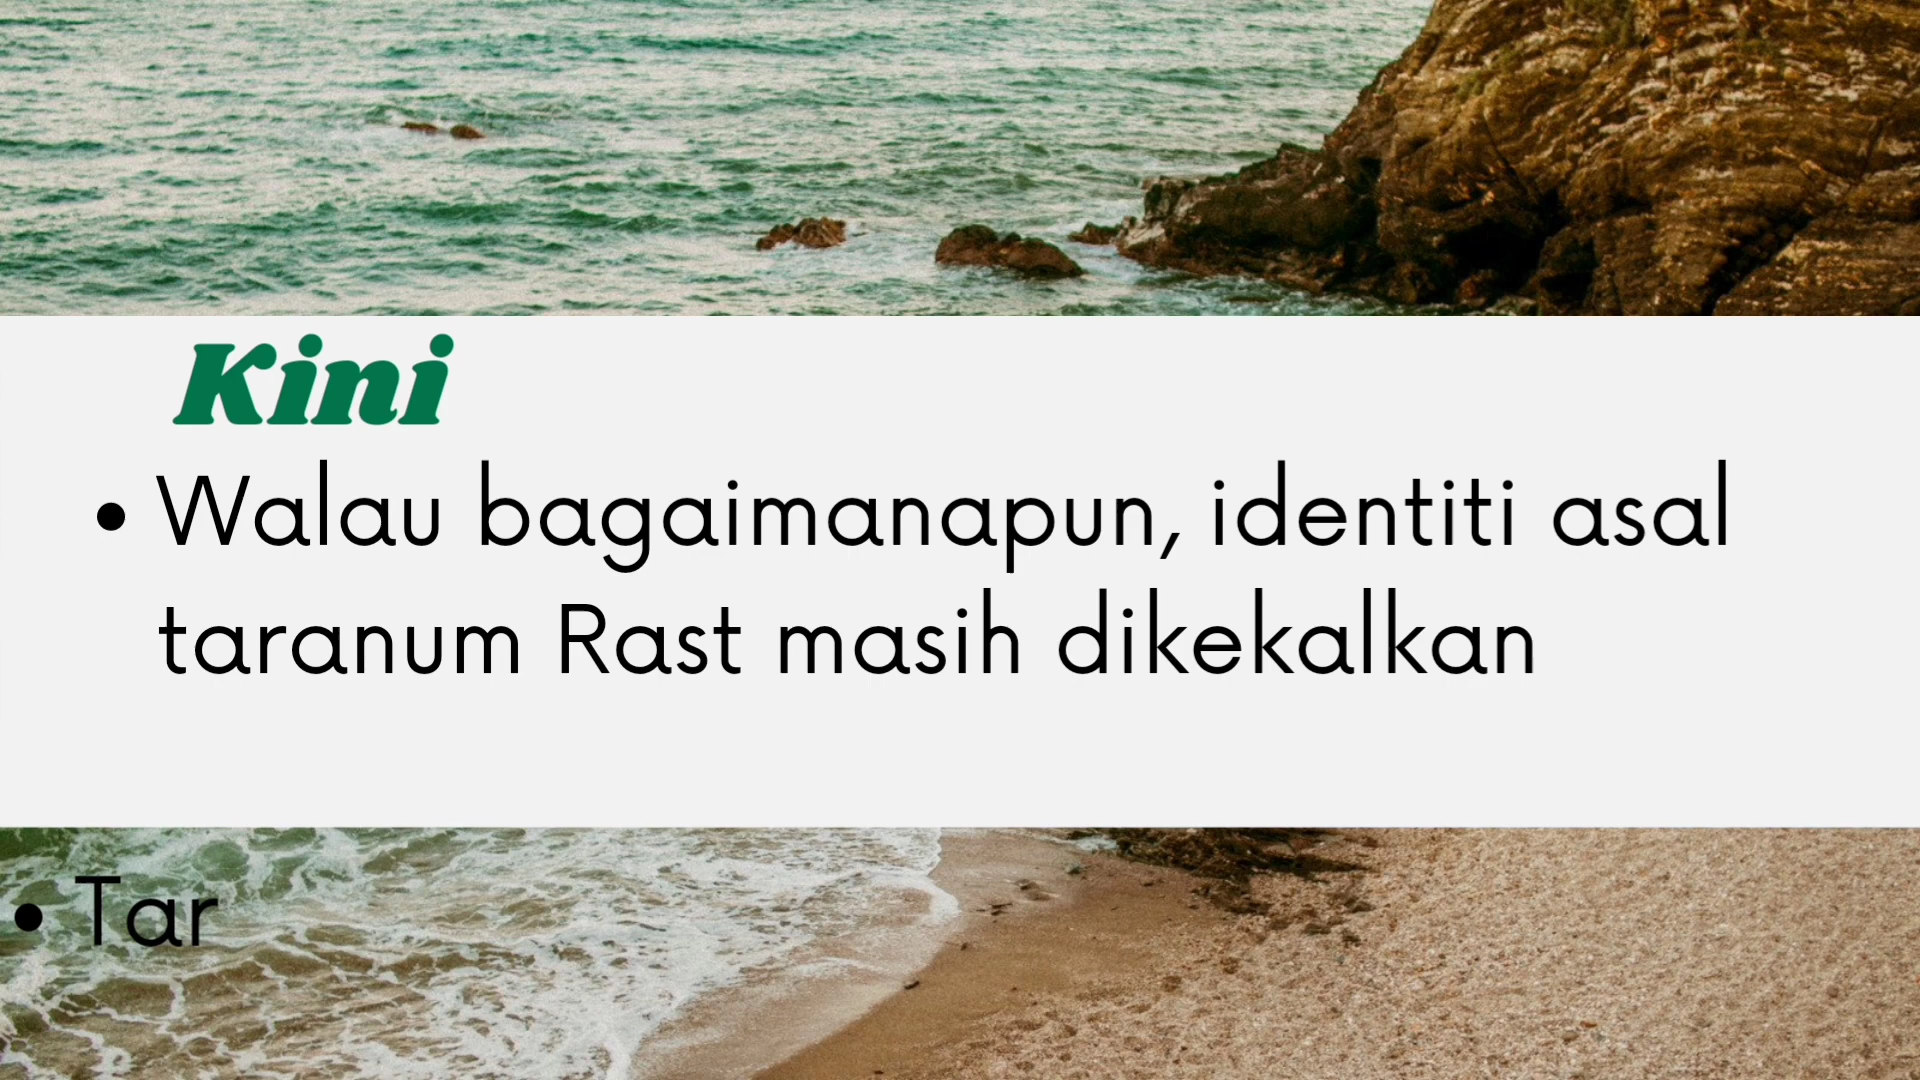 Kini
• Walau bagaimanapun, identiti asal
taranum Rast masih dikekalkan
• Tar